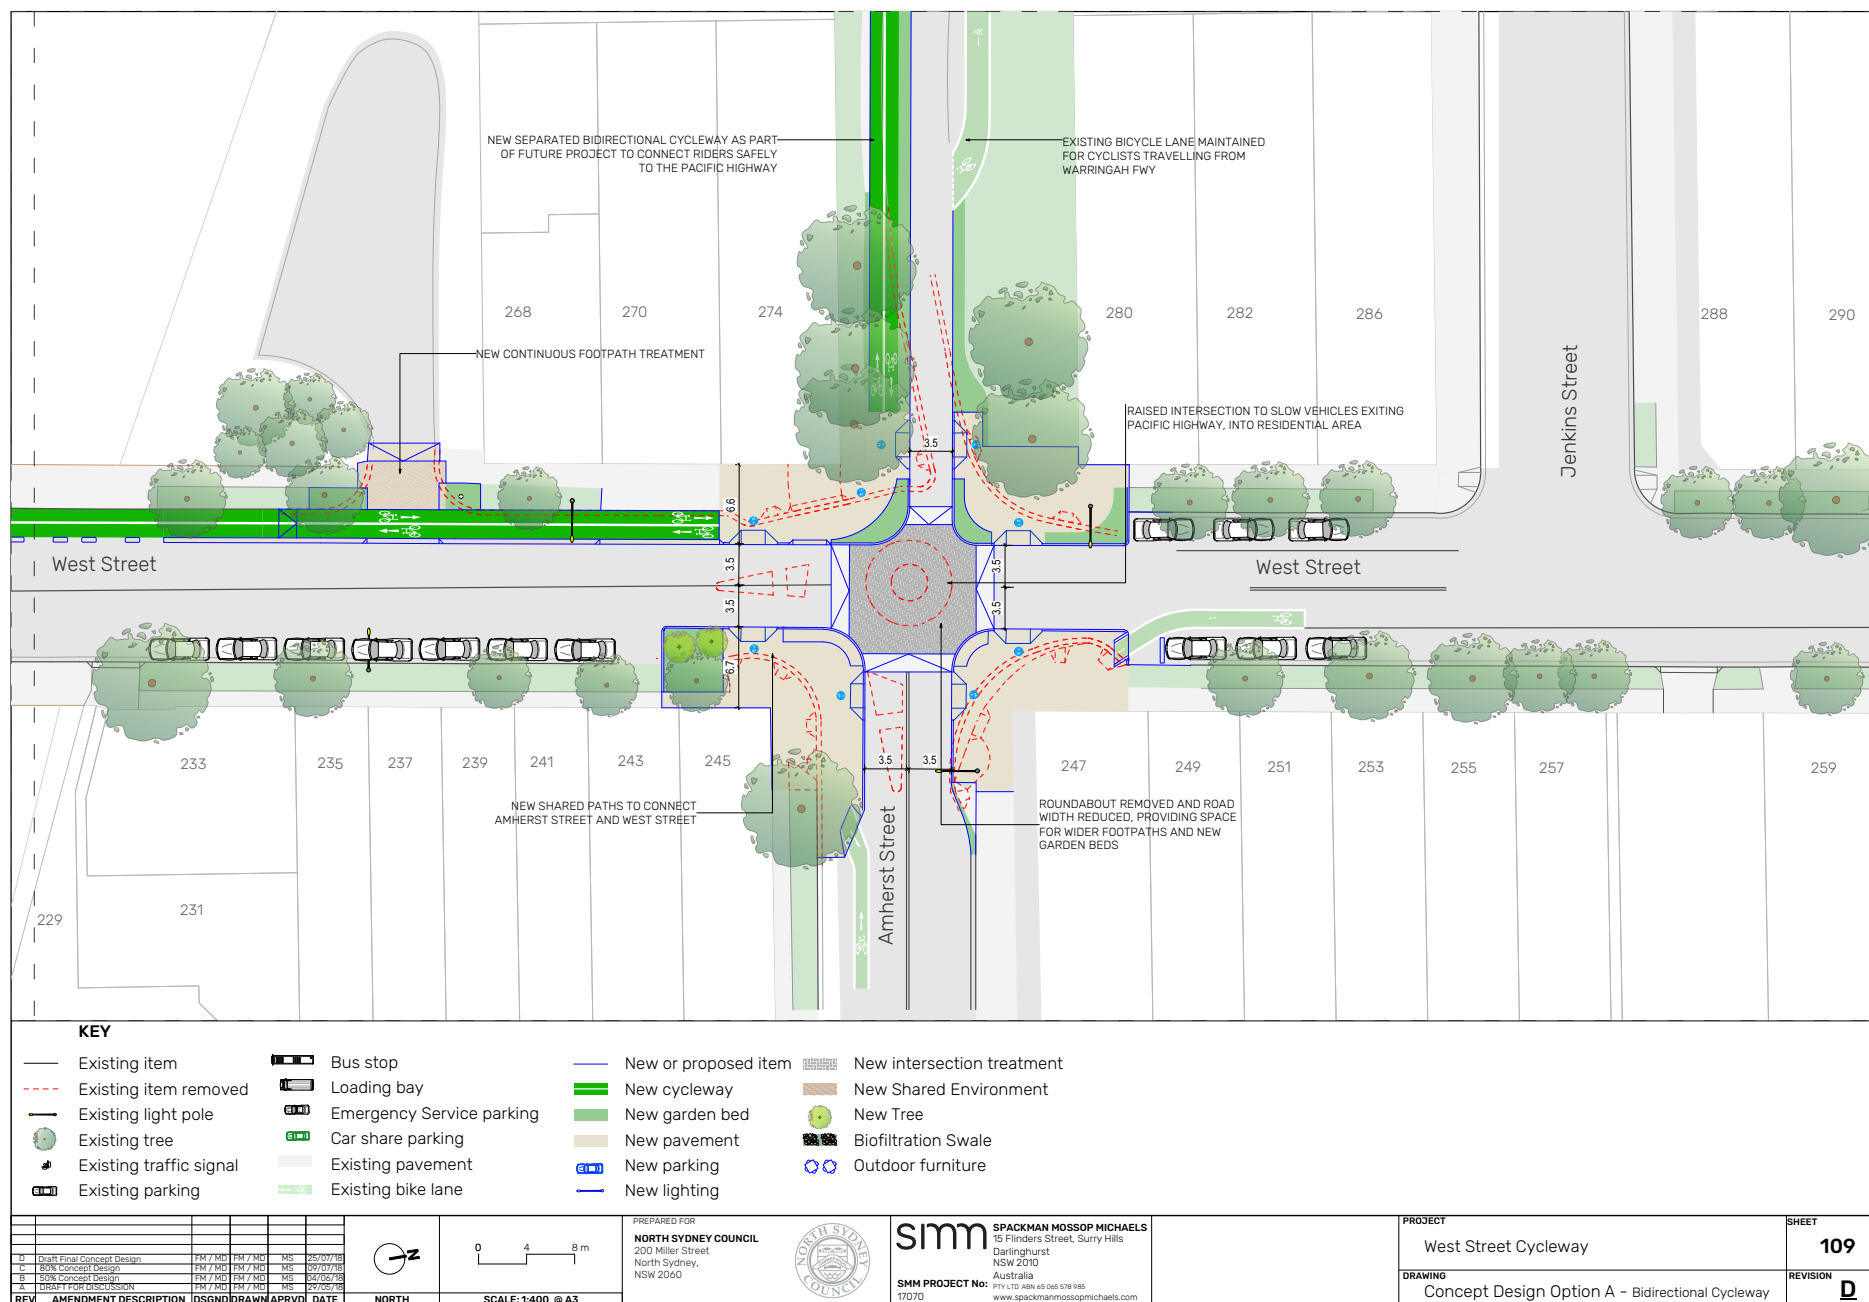 NEW SEPARATED BIDIRECTIONAL CYCLEWAY AS PART
OF FUTURE PROJECT TO CONNECT RIDERS SAFELY
TO THE PACIFIC HIGHWAY
EXISTING BICYCLE LANE MAINTAINED
FOR CYCLISTS TRAVELLING FROM
WARRINGAH FWY
268
270
274
280
282
286
288
290
NEW CONTINUOUS FOOTPATH TREATMENT
Jenkins Street
RAISED INTERSECTION TO SLOW VEHICLES EXITING
PACIFIC HIGHWAY, INTO RESIDENTIAL AREA
3.5
6.6
West Street
3.5
3.5
3.5
3.5
West Street
6.7
233
235
237
239
241
243
245
3.5
3.5
247
249
251
253
255
257
259
NEW SHARED PATHS TO CONNECT
AMHERST STREET AND WEST STREET
ROUNDABOUT REMOVED AND ROAD
WIDTH REDUCED, PROVIDING SPACE
FOR WIDER FOOTPATHS AND NEW
GARDEN BEDS
Amherst Street
229
231
KEY
Existing item
Existing item removed
Existing light pole
Existing tree
Existing traffic signal
Existing parking
Bus stop
Loading bay
Emergency Service parking
Car share parking
Existing pavement
Existing bike lane
New or proposed item
New cycleway
New garden bed
New pavement
New parking
New lighting
New intersection treatment
New Shared Environment
New Tree
Biofiltration Swale
Outdoor furniture
D Draft Final Concept Design FM / MD FM / MD MS 25/07/18
C 80% Concept Design FM / MD FM / MD MS 09/07/18
B 50% Concept Design FM / MD FM / MD MS 04/06/18
A DRAFT FOR DISCUSSION FM / MD FM / MD MS 29/05/18
REV AMENDMENT DESCRIPTION DSGND DRAWN APRVD DATE
N
NORTH
0 4 8 m
SCALE: 1:400 @ A3
PREPARED FOR
NORTH SYDNEY COUNCIL
200 Miller Street
North Sydney,
NSW 2060
NORTH SYDNEY
COUNCIL
smm
SPACKMAN MOSSOP MICHAELS
15 Flinders Street, Surry Hills
Darlinghurst
NSW 2010
Australia
PTY LTD ABN 65 065 578 985
www.spackmanmossopmichaels.com
SMM PROJECT No:
17070
PROJECT
West Street Cycleway
DRAWING
Concept Design Option A - Bidirectional Cycleway
SHEET
109
REVISION
D